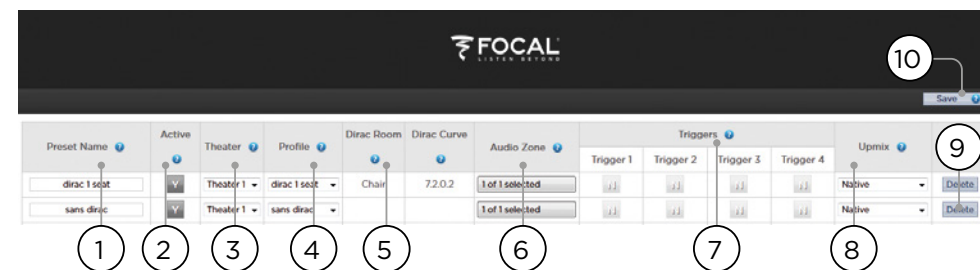 FOCAL
LISTEN BEYOND
10
Save ?
Preset Name ? Active ? Theater ? Profile ? Dirac Room ? Dirac Curve ? Audio Zone ? Triggers ? Upmix ?
Trigger 1 Trigger 2 Trigger 3 Trigger 4
9
dirac 1 seat Y Theater 1 dirac 1 seat Chair 7.2.0.2 1 of 1 selected Native Delete
sans dirac Y Theater 1 sans dirac 1 of 1 selected Native Delete
1 2 3 4 5 6 7 8